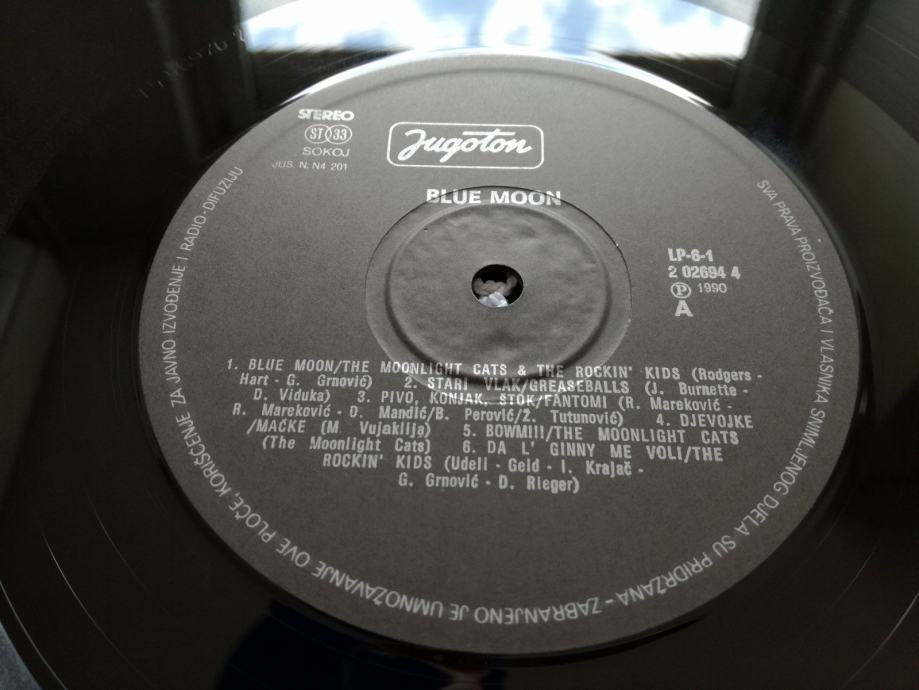 STEREO
ST 33
SOKOJ
JUS. N. N4 201
Jugoton
BLUE MOON
LP-6-1
2 02694 4
Ⓟ 1990
A
1. BLUE MOON/THE MOONLIGHT CATS & THE ROCKIN' KIDS (Rodgers -
Hart - G. Grnović) 2. STARI VLAK/GREASEBALLS (J. Burnette -
D. Viduka) 3. PIVO, KONJAK, STOK/FANTOMI (R. Mareković -
R. Mareković - D. Mandić/B. Perović/Ž. Tutunović) 4. DJEVOJKE
/MAČKE (M. Vujaklija) 5. BOWM!!!/THE MOONLIGHT CATS
(The Moonlight Cats) 6. DA L' GINNY ME VOLI/THE
ROCKIN' KIDS (Udell - Geld - I. Krajač -
G. Grnović - D. Rieger)
SVA PRAVA PROIZVOĐAČA I VLASNIKA SNIMLJENOG DJELA SU PRIDRŽANA - ZABRANJENO JE UMNOŽAVANJE OVE PLOČE, KORIŠĆENJE ZA JAVNO IZVOĐENJE I RADIO-DIFUZIJU